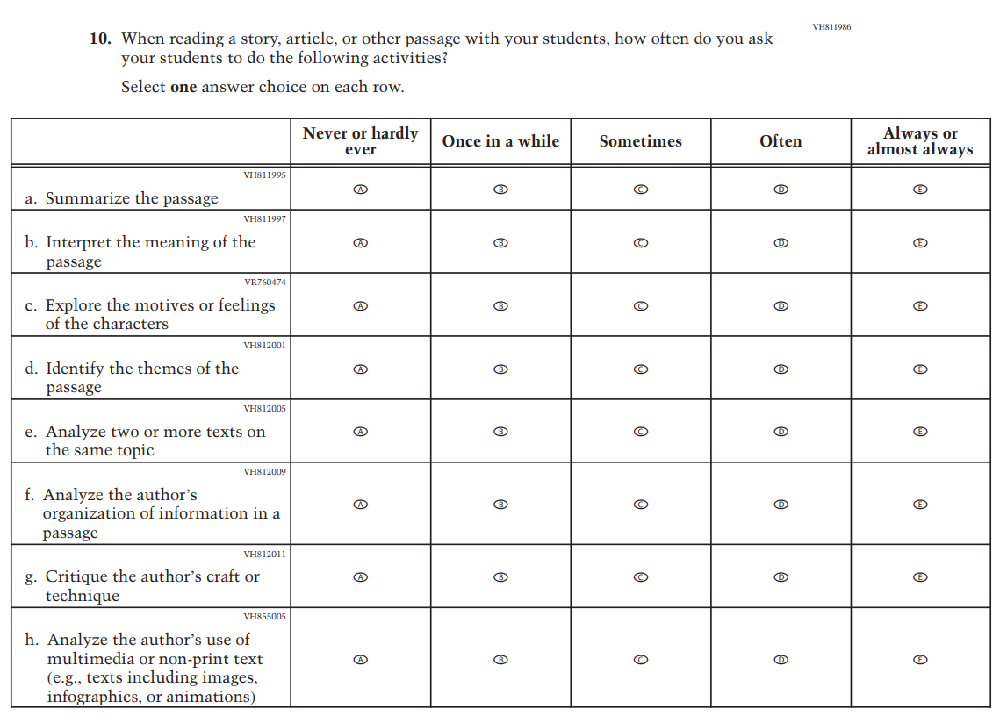 VH811986
10. When reading a story, article, or other passage with your students, how often do you ask
your students to do the following activities?
Select one answer choice on each row.
Never or hardly
ever
Once in a while
Sometimes
Often
Always or
almost always
VH811995
a. Summarize the passage
A B C D E
VH811997
b. Interpret the meaning of the
passage
A B C D E
VR760474
c. Explore the motives or feelings
of the characters
A B C D E
VH812001
d. Identify the themes of the
passage
A B C D E
VH812005
e. Analyze two or more texts on
the same topic
A B C D E
VH812009
f. Analyze the author's
organization of information in a
passage
A B C D E
VH812011
g. Critique the author's craft or
technique
A B C D E
VH855005
h. Analyze the author's use of
multimedia or non-print text
(e.g., texts including images,
infographics, or animations)
A B C D E